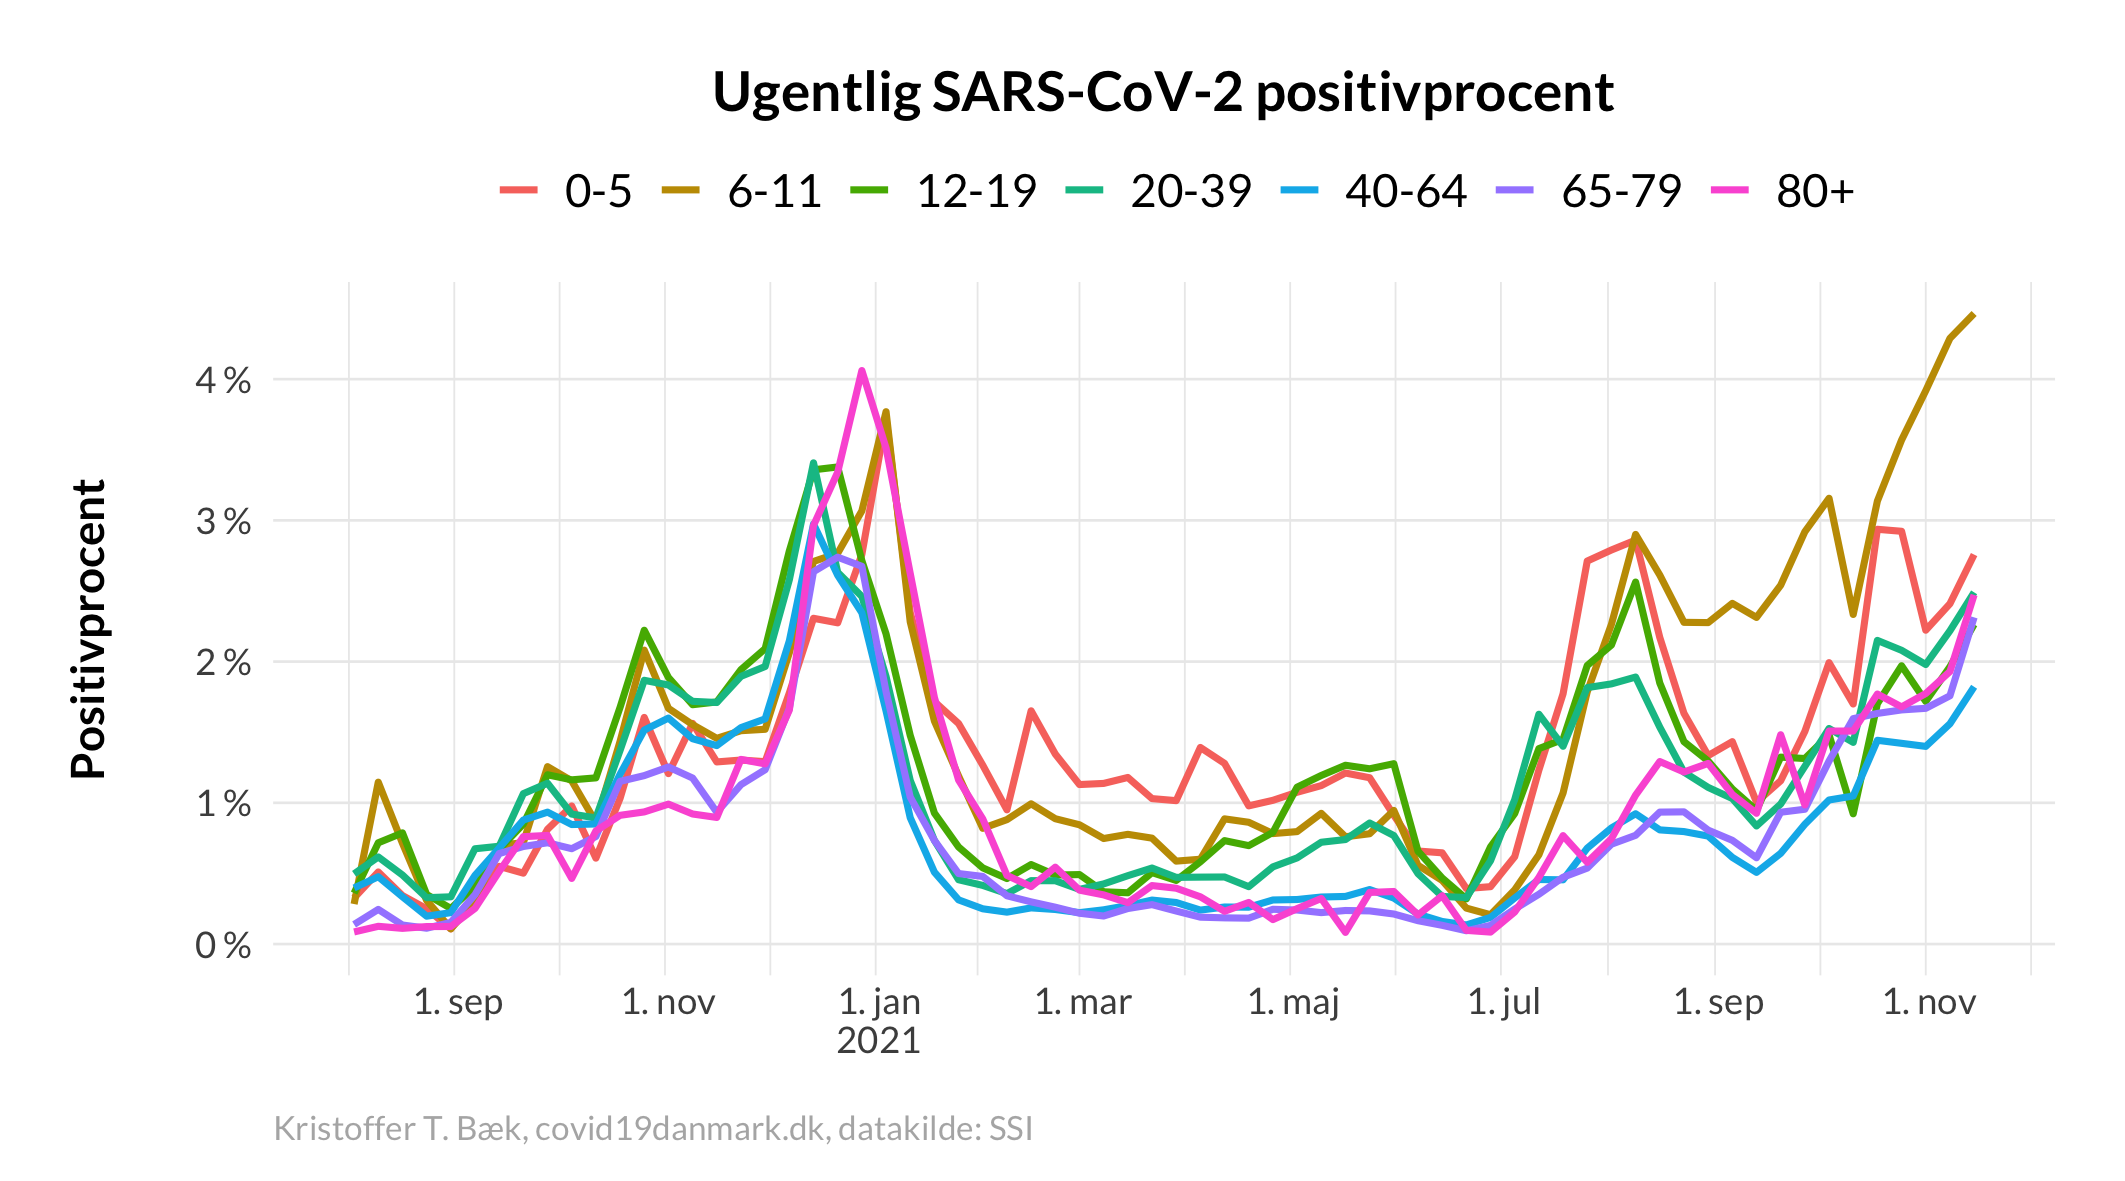 Ugentlig SARS-CoV-2 positivprocent
0-5 6-11 12-19 20-39 40-64 65-79 80+
Positivprocent
4 %
3 %
2 %
1 %
0 %
1. sep 1. nov 1. jan 1. mar 1. maj 1. jul 1. sep 1. nov
2021
Kristoffer T. Bæk, covid19danmark.dk, datakilde: SSI